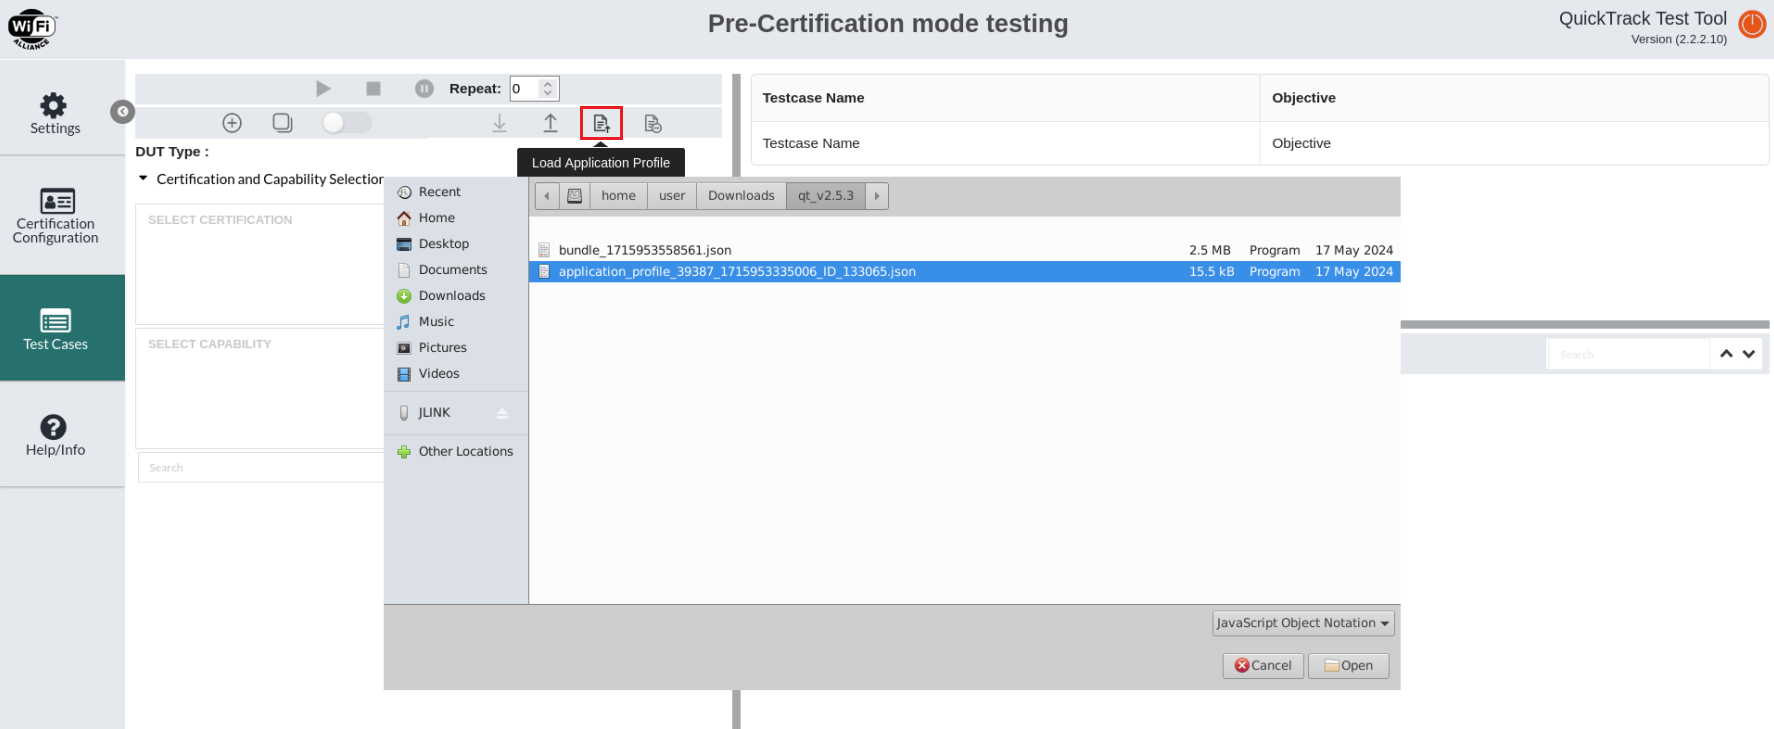 Wi Fi
ALLIANCE
Pre-Certification mode testing
QuickTrack Test Tool
Version (2.2.2.10)
Settings
Certification
Configuration
Test Cases
Help/Info
Repeat: 0
DUT Type :
Load Application Profile
Certification and Capability Selection
SELECT CERTIFICATION
SELECT CAPABILITY
Search
Testcase Name Objective
Testcase Name Objective
Search
Recent
Home
Desktop
Documents
Downloads
Music
Pictures
Videos
JLINK
Other Locations
home user Downloads qt_v2.5.3
bundle_1715953558561.json 2.5 MB Program 17 May 2024
application_profile_39387_1715953335006_ID_133065.json 15.5 kB Program 17 May 2024
JavaScript Object Notation
Cancel Open